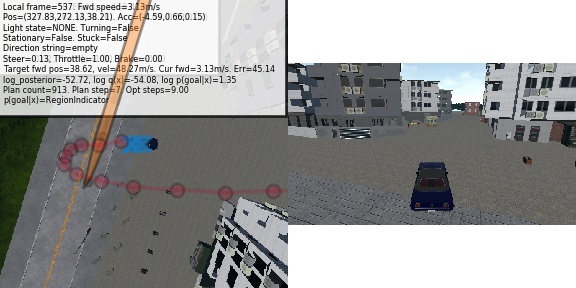 Local frame=537. Fwd speed=3.13m/s
Pos=(327.83,272.13,38.21). Acc=(-4.59,0.66,0.15)
Light state=NONE. Turning=False
Stationary=False. Stuck=False
Direction string=empty
Steer=0.13, Throttle=1.00, Brake=0.00
Target fwd pos=38.62, vel=48.27m/s. Cur fwd=3.13m/s. Err=45.14
log_posterior=-52.72, log q(x)=-54.08, log p(goal|x)=1.35
Plan count=913. Plan step=7. Opt steps=9.00
p(goal|x)=RegionIndicator